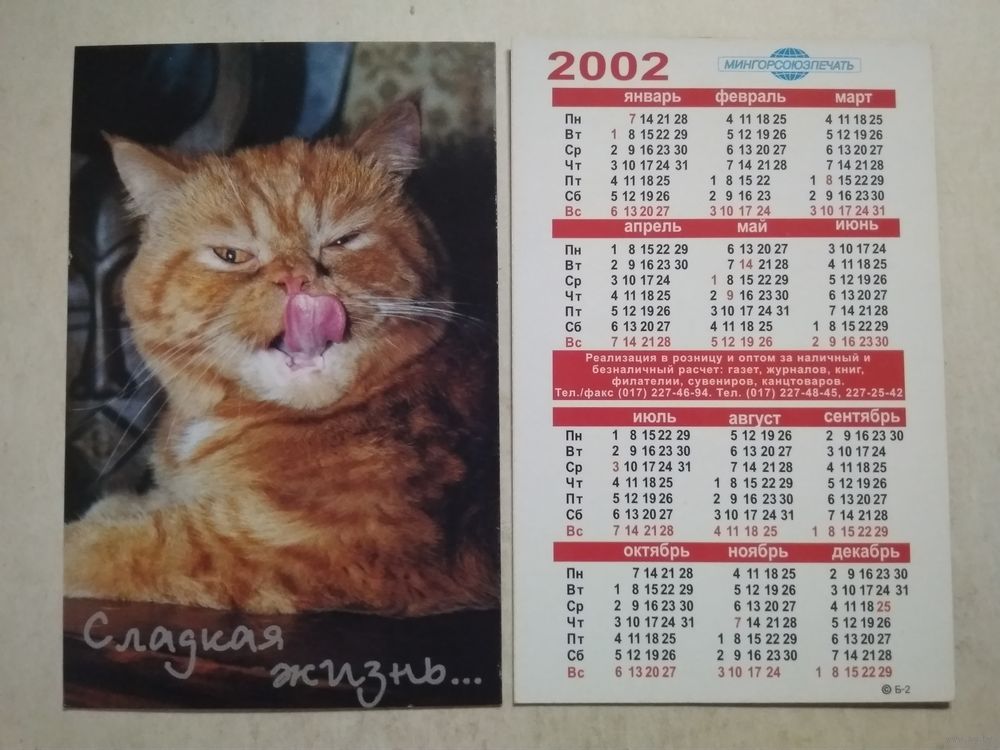 Сладкая
жизнь...
2002
МИНГОРСОЮЗПЕЧАТЬ
январь февраль март
Пн 7 14 21 28 4 11 18 25 4 11 18 25
Вт 1 8 15 22 29 5 12 19 26 5 12 19 26
Ср 2 9 16 23 30 6 13 20 27 6 13 20 27
Чт 3 10 17 24 31 7 14 21 28 7 14 21 28
Пт 4 11 18 25 1 8 15 22 1 8 15 22 29
Сб 5 12 19 26 2 9 16 23 2 9 16 23 30
Вс 6 13 20 27 3 10 17 24 3 10 17 24 31
апрель май июнь
Пн 1 8 15 22 29 6 13 20 27 3 10 17 24
Вт 2 9 16 23 30 7 14 21 28 4 11 18 25
Ср 3 10 17 24 1 8 15 22 29 5 12 19 26
Чт 4 11 18 25 2 9 16 23 30 6 13 20 27
Пт 5 12 19 26 3 10 17 24 31 7 14 21 28
Сб 6 13 20 27 4 11 18 25 1 8 15 22 29
Вс 7 14 21 28 5 12 19 26 2 9 16 23 30
Реализация в розницу и оптом за наличный и
безналичный расчет: газет, журналов, книг,
филателии, сувениров, канцтоваров.
Тел./факс (017) 227-46-94. Тел. (017) 227-48-45, 227-25-42
июль август сентябрь
Пн 1 8 15 22 29 5 12 19 26 2 9 16 23 30
Вт 2 9 16 23 30 6 13 20 27 3 10 17 24
Ср 3 10 17 24 31 7 14 21 28 4 11 18 25
Чт 4 11 18 25 1 8 15 22 29 5 12 19 26
Пт 5 12 19 26 2 9 16 23 30 6 13 20 27
Сб 6 13 20 27 3 10 17 24 31 7 14 21 28
Вс 7 14 21 28 4 11 18 25 1 8 15 22 29
октябрь ноябрь декабрь
Пн 7 14 21 28 4 11 18 25 2 9 16 23 30
Вт 1 8 15 22 29 5 12 19 26 3 10 17 24 31
Ср 2 9 16 23 30 6 13 20 27 4 11 18 25
Чт 3 10 17 24 31 7 14 21 28 5 12 19 26
Пт 4 11 18 25 1 8 15 22 29 6 13 20 27
Сб 5 12 19 26 2 9 16 23 30 7 14 21 28
Вс 6 13 20 27 3 10 17 24 1 8 15 22 29
© Б-2